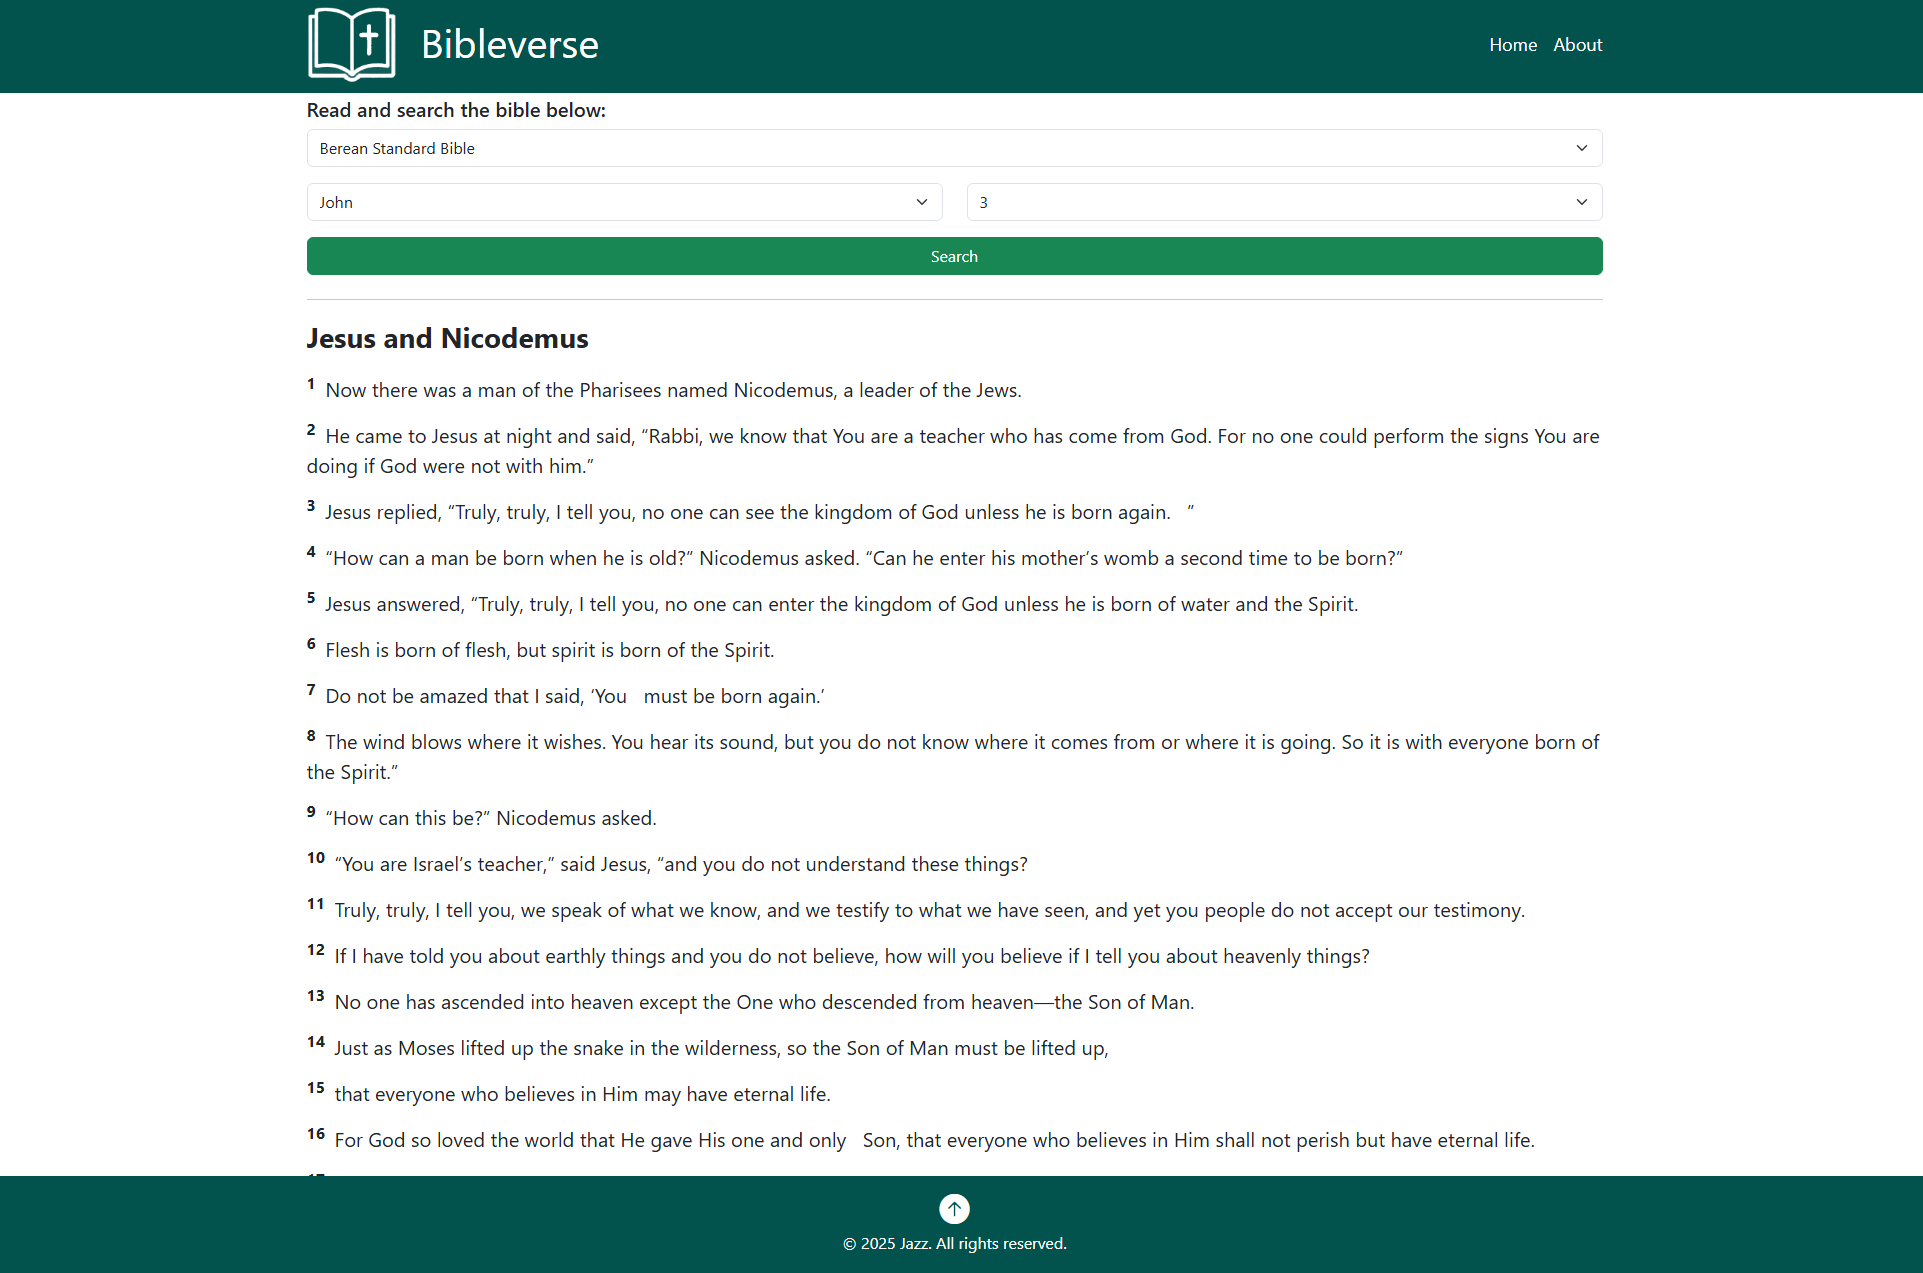 Bibleverse
Home About
Read and search the bible below:
Berean Standard Bible
John
3
Search
Jesus and Nicodemus
1 Now there was a man of the Pharisees named Nicodemus, a leader of the Jews.
2 He came to Jesus at night and said, “Rabbi, we know that You are a teacher who has come from God. For no one could perform the signs You are
doing if God were not with him.”
3 Jesus replied, “Truly, truly, I tell you, no one can see the kingdom of God unless he is born again. ”
4 “How can a man be born when he is old?” Nicodemus asked. “Can he enter his mother’s womb a second time to be born?”
5 Jesus answered, “Truly, truly, I tell you, no one can enter the kingdom of God unless he is born of water and the Spirit.
6 Flesh is born of flesh, but spirit is born of the Spirit.
7 Do not be amazed that I said, ‘You must be born again.’
8 The wind blows where it wishes. You hear its sound, but you do not know where it comes from or where it is going. So it is with everyone born of
the Spirit.”
9 “How can this be?” Nicodemus asked.
10 “You are Israel’s teacher,” said Jesus, “and you do not understand these things?
11 Truly, truly, I tell you, we speak of what we know, and we testify to what we have seen, and yet you people do not accept our testimony.
12 If I have told you about earthly things and you do not believe, how will you believe if I tell you about heavenly things?
13 No one has ascended into heaven except the One who descended from heaven—the Son of Man.
14 Just as Moses lifted up the snake in the wilderness, so the Son of Man must be lifted up,
15 that everyone who believes in Him may have eternal life.
16 For God so loved the world that He gave His one and only Son, that everyone who believes in Him shall not perish but have eternal life.
© 2025 Jazz. All rights reserved.